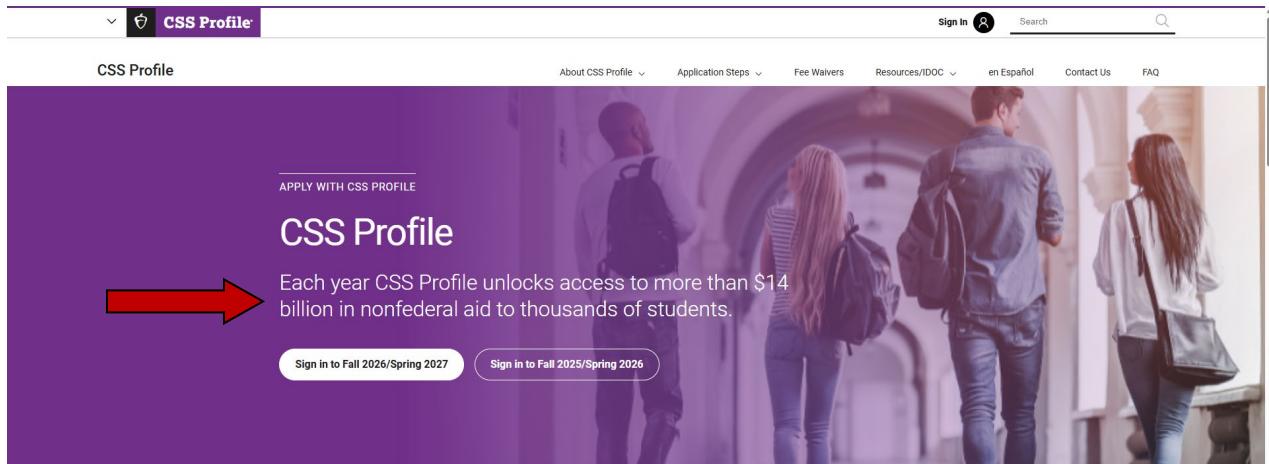 CSS Profile
Sign In
Search
CSS Profile
About CSS Profile
Application Steps
Fee Waivers
Resources/IDOC
en Español
Contact Us
FAQ
APPLY WITH CSS PROFILE
CSS Profile
Each year CSS Profile unlocks access to more than $14
billion in nonfederal aid to thousands of students.
Sign in to Fall 2026/Spring 2027
Sign in to Fall 2025/Spring 2026